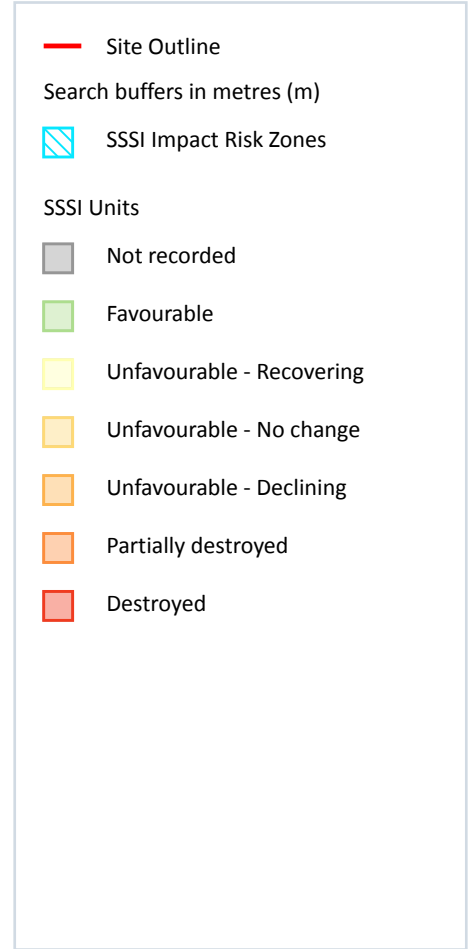 Site Outline
Search buffers in metres (m)
SSSI Impact Risk Zones
SSSI Units
Not recorded
Favourable
Unfavourable - Recovering
Unfavourable - No change
Unfavourable - Declining
Partially destroyed
Destroyed